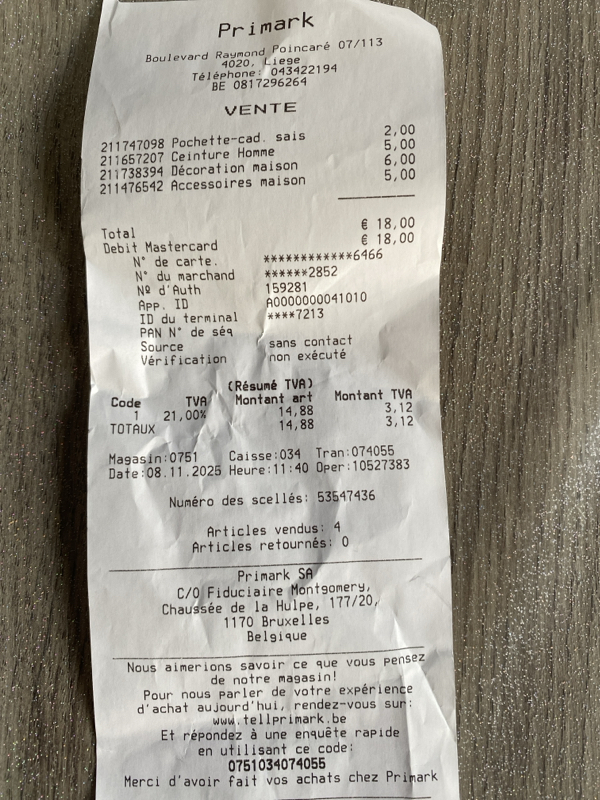 Primark
Boulevard Raymond Poincaré 07/113
4020, Liege
Téléphone: 043422194
BE 0817296264
VENTE
211747098 Pochette-cad. sais 2,00
211657207 Ceinture Homme 5,00
211738394 Décoration maison 6,00
211476542 Accessoires maison 5,00
Total € 18,00
Debit Mastercard € 18,00
N° de carte. ************6466
N° du marchand ******2852
Nº d'Auth 159281
App. ID A0000000041010
ID du terminal ****7213
PAN N° de séq
Source sans contact
Vérification non exécuté
(Résumé TVA)
Code TVA Montant art Montant TVA
1 21,00% 14,88 3,12
TOTAUX 14,88 3,12
Magasin:0751 Caisse:034 Tran:074055
Date:08.11.2025 Heure:11:40 Oper:10527383
Numéro des scellés: 53547436
Articles vendus: 4
Articles retournés: 0
Primark SA
C/O Fiduciaire Montgomery,
Chaussée de la Hulpe, 177/20,
1170 Bruxelles
Belgique
Nous aimerions savoir ce que vous pensez
de notre magasin!
Pour nous parler de votre expérience
d'achat aujourd'hui, rendez-vous sur:
www.tellprimark.be
Et répondez à une enquête rapide
en utilisant ce code:
0751034074055
Merci d'avoir fait vos achats chez Primark